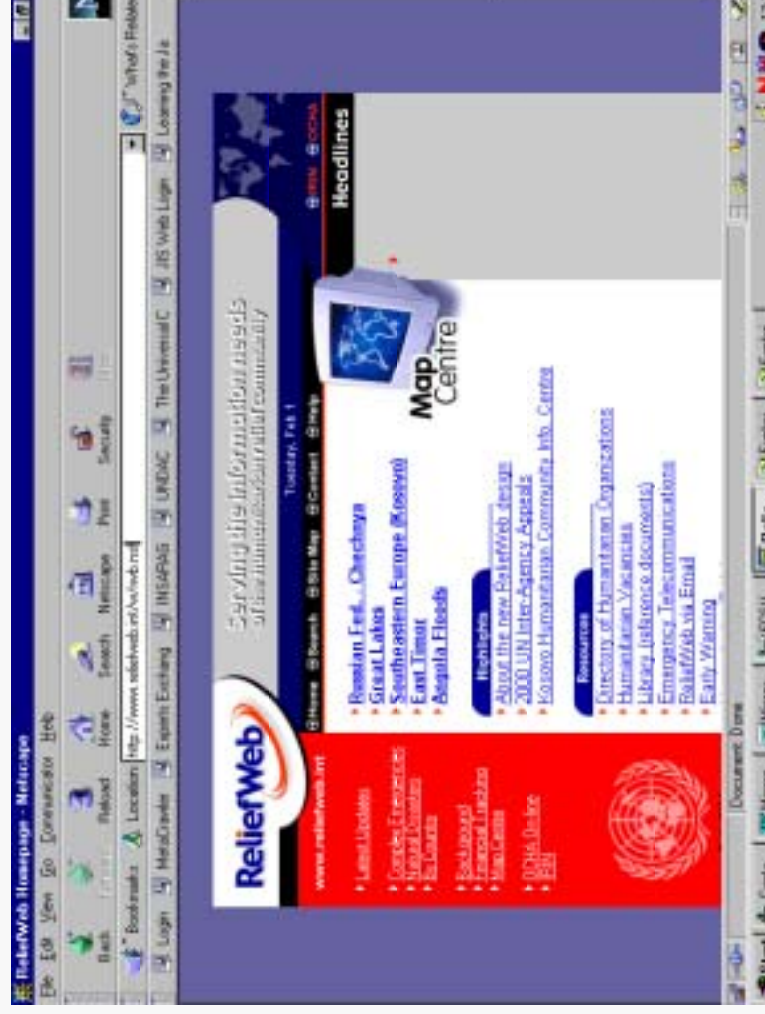 ReliefWeb Homepage - Netscape
File Edit View Go Communicator Help
Back Reload Home Search Netscape Print Security
Bookmarks Location: What's Related
Login MetaCrawler Experts Exchang INSARAG UNDAC The Universal C JIS Web Login Learning the Ja
ReliefWeb
Serving the information needs
of the humanitarian relief community
Tuesday, Feb 1
www.reliefweb.int
Home Search Site Map Contact Help IRIN OCHA
Headlines
Latest Updates
Complex Emergencies
Natural Disasters
By Country
Background
Financial Tracking
Map Centre
OCHA Online
IRIN
Russian Fed. : Chechnya
Great Lakes
Southeastern Europe (Kosovo)
East Timor
Angola Floods
Map
Centre
Highlights
About the new ReliefWeb design
2000 UN Inter-Agency Appeals
Kosovo Humanitarian Community Info. Centre
Resources
Directory of Humanitarian Organizations
Humanitarian Vacancies
Library (reference documents)
Emergency Telecommunications
ReliefWeb via Email
Early Warning
Document: Done
Start